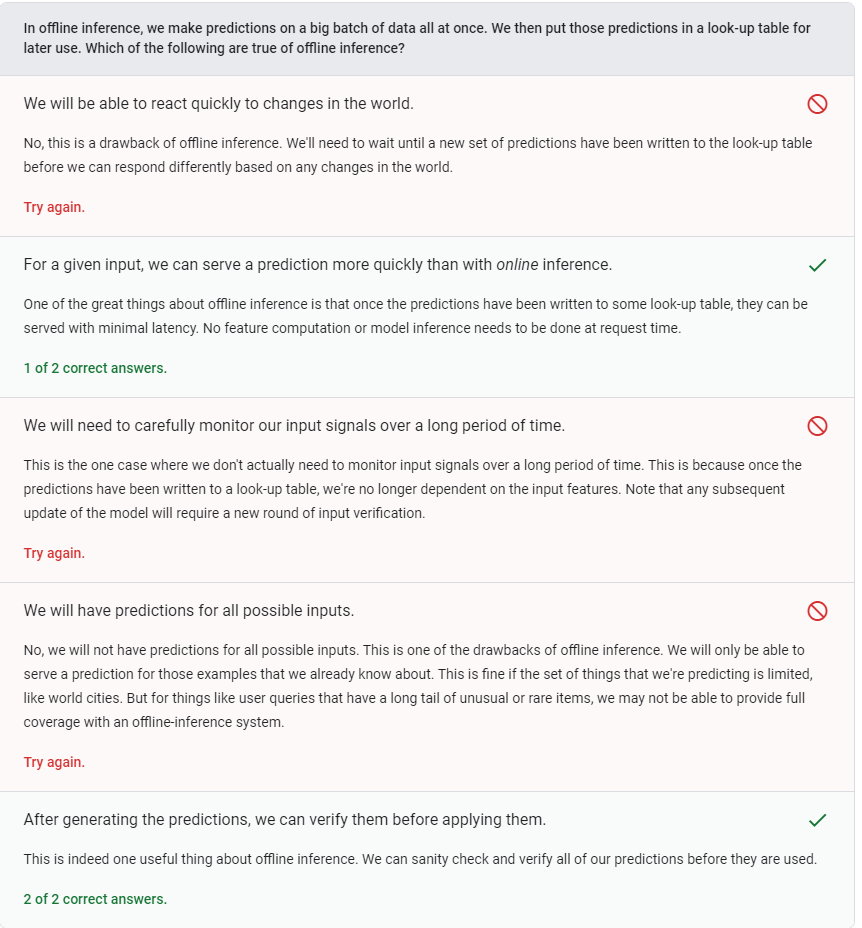 In offline inference, we make predictions on a big batch of data all at once. We then put those predictions in a look-up table for
later use. Which of the following are true of offline inference?
We will be able to react quickly to changes in the world.
No, this is a drawback of offline inference. We'll need to wait until a new set of predictions have been written to the look-up table
before we can respond differently based on any changes in the world.
Try again.
For a given input, we can serve a prediction more quickly than with online inference.
One of the great things about offline inference is that once the predictions have been written to some look-up table, they can be
served with minimal latency. No feature computation or model inference needs to be done at request time.
1 of 2 correct answers.
We will need to carefully monitor our input signals over a long period of time.
This is the one case where we don't actually need to monitor input signals over a long period of time. This is because once the
predictions have been written to a look-up table, we're no longer dependent on the input features. Note that any subsequent
update of the model will require a new round of input verification.
Try again.
We will have predictions for all possible inputs.
No, we will not have predictions for all possible inputs. This is one of the drawbacks of offline inference. We will only be able to
serve a prediction for those examples that we already know about. This is fine if the set of things that we're predicting is limited,
like world cities. But for things like user queries that have a long tail of unusual or rare items, we may not be able to provide full
coverage with an offline-inference system.
Try again.
After generating the predictions, we can verify them before applying them.
This is indeed one useful thing about offline inference. We can sanity check and verify all of our predictions before they are used.
2 of 2 correct answers.